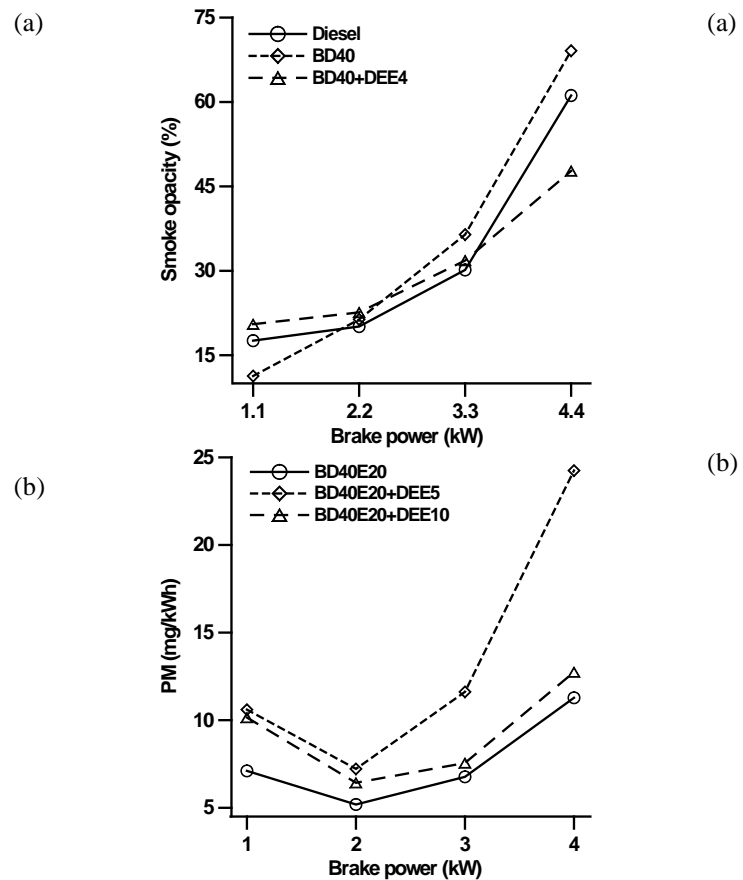 (a)
(a)
75
60
45
30
15
Smoke opacity (%)
Diesel
BD40
BD40+DEE4
1.1 2.2 3.3 4.4
Brake power (kW)
(b)
(b)
25
20
15
10
5
PM (mg/kWh)
BD40E20
BD40E20+DEE5
BD40E20+DEE10
1 2 3 4
Brake power (kW)